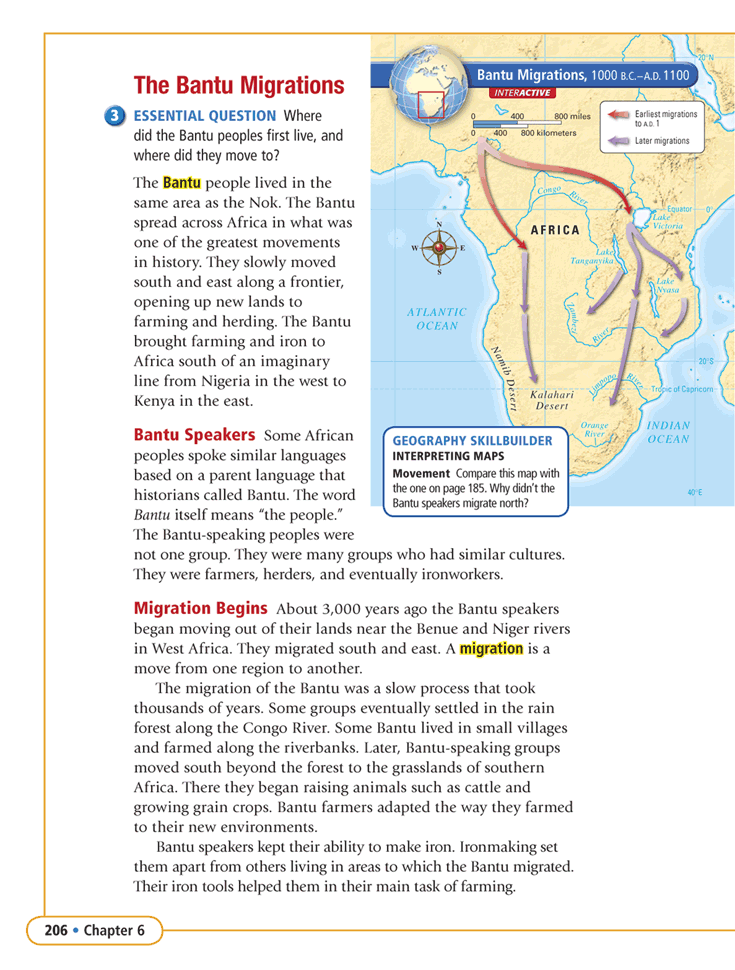 The Bantu Migrations
3 ESSENTIAL QUESTION Where
did the Bantu peoples first live, and
where did they move to?
The Bantu people lived in the
same area as the Nok. The Bantu
spread across Africa in what was
one of the greatest movements
in history. They slowly moved
south and east along a frontier,
opening up new lands to
farming and herding. The Bantu
brought farming and iron to
Africa south of an imaginary
line from Nigeria in the west to
Kenya in the east.
Bantu Speakers Some African
peoples spoke similar languages
based on a parent language that
historians called Bantu. The word
Bantu itself means “the people.”
The Bantu-speaking peoples were
not one group. They were many groups who had similar cultures.
They were farmers, herders, and eventually ironworkers.
Migration Begins About 3,000 years ago the Bantu speakers
began moving out of their lands near the Benue and Niger rivers
in West Africa. They migrated south and east. A migration is a
move from one region to another.
The migration of the Bantu was a slow process that took
thousands of years. Some groups eventually settled in the rain
forest along the Congo River. Some Bantu lived in small villages
and farmed along the riverbanks. Later, Bantu-speaking groups
moved south beyond the forest to the grasslands of southern
Africa. There they began raising animals such as cattle and
growing grain crops. Bantu farmers adapted the way they farmed
to their new environments.
Bantu speakers kept their ability to make iron. Ironmaking set
them apart from others living in areas to which the Bantu migrated.
Their iron tools helped them in their main task of farming.
Bantu Migrations, 1000 B.C.–A.D. 1100
INTERACTIVE
0 400 800 miles
0 400 800 kilometers
Earliest migrations
to A.D. 1
Later migrations
20°N
Congo River
Equator 0°
Lake
Victoria
AFRICA
N
W E
S
Lake
Tanganyika
Lake
Nyasa
ATLANTIC
OCEAN
Zambezi River
Namib Desert
20°S
Limpopo River
Tropic of Capricorn
Kalahari
Desert
Orange
River
INDIAN
OCEAN
40°E
GEOGRAPHY SKILLBUILDER
INTERPRETING MAPS
Movement Compare this map with
the one on page 185. Why didn’t the
Bantu speakers migrate north?
206 • Chapter 6